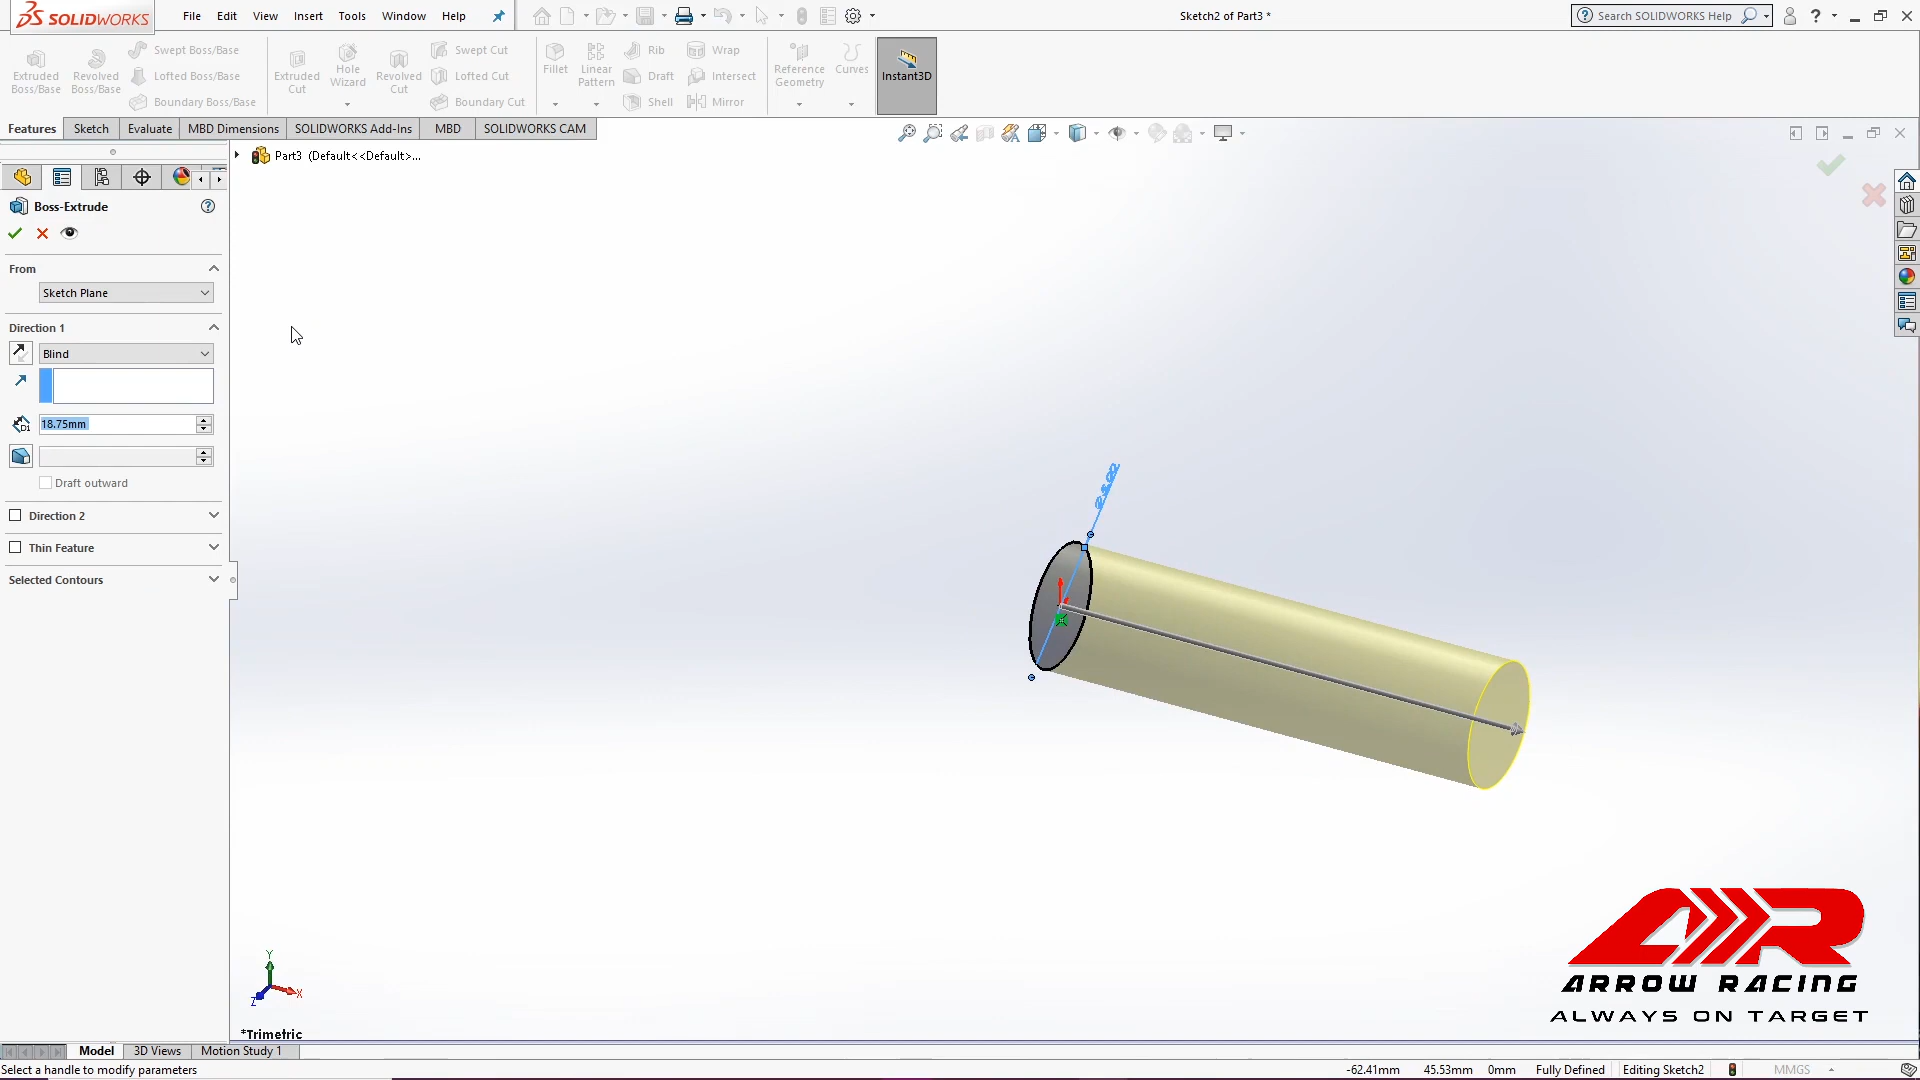 SOLIDWORKS
File Edit View Insert Tools Window Help
Sketch2 of Part3 *
Search SOLIDWORKS Help
Extruded Boss/Base
Revolved Boss/Base
Swept Boss/Base
Lofted Boss/Base
Boundary Boss/Base
Extruded Cut
Hole Wizard
Revolved Cut
Swept Cut
Lofted Cut
Boundary Cut
Fillet
Linear Pattern
Rib
Draft
Shell
Wrap
Intersect
Mirror
Reference Geometry
Curves
Instant3D
Features Sketch Evaluate MBD Dimensions SOLIDWORKS Add-Ins MBD SOLIDWORKS CAM
Part3 (Default<<Default>...
Boss-Extrude
From
Sketch Plane
Direction 1
Blind
D1
18.75mm
Draft outward
Direction 2
Thin Feature
Selected Contours
Y
X
Z
*Trimetric
AR
ARROW RACING
ALWAYS ON TARGET
Model 3D Views Motion Study 1
Select a handle to modify parameters
-62.41mm 45.53mm 0mm Fully Defined Editing Sketch2 MMGS